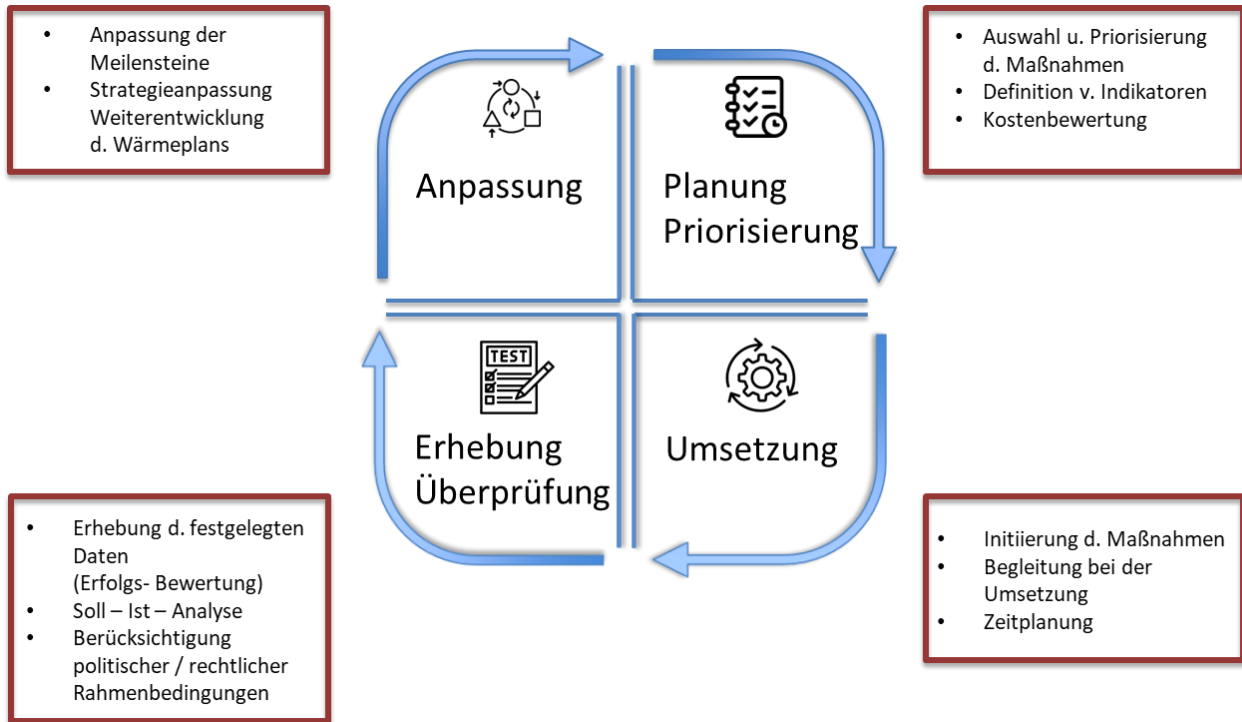 • Anpassung der
Meilensteine
• Strategieanpassung
Weiterentwicklung
d. Wärmeplans
• Auswahl u. Priorisierung
d. Maßnahmen
• Definition v. Indikatoren
• Kostenbewertung
Anpassung
Planung
Priorisierung
TEST
Erhebung
Überprüfung
Umsetzung
• Erhebung d. festgelegten
Daten
(Erfolgs- Bewertung)
• Soll – Ist – Analyse
• Berücksichtigung
politischer / rechtlicher
Rahmenbedingungen
• Initiierung d. Maßnahmen
• Begleitung bei der
Umsetzung
• Zeitplanung